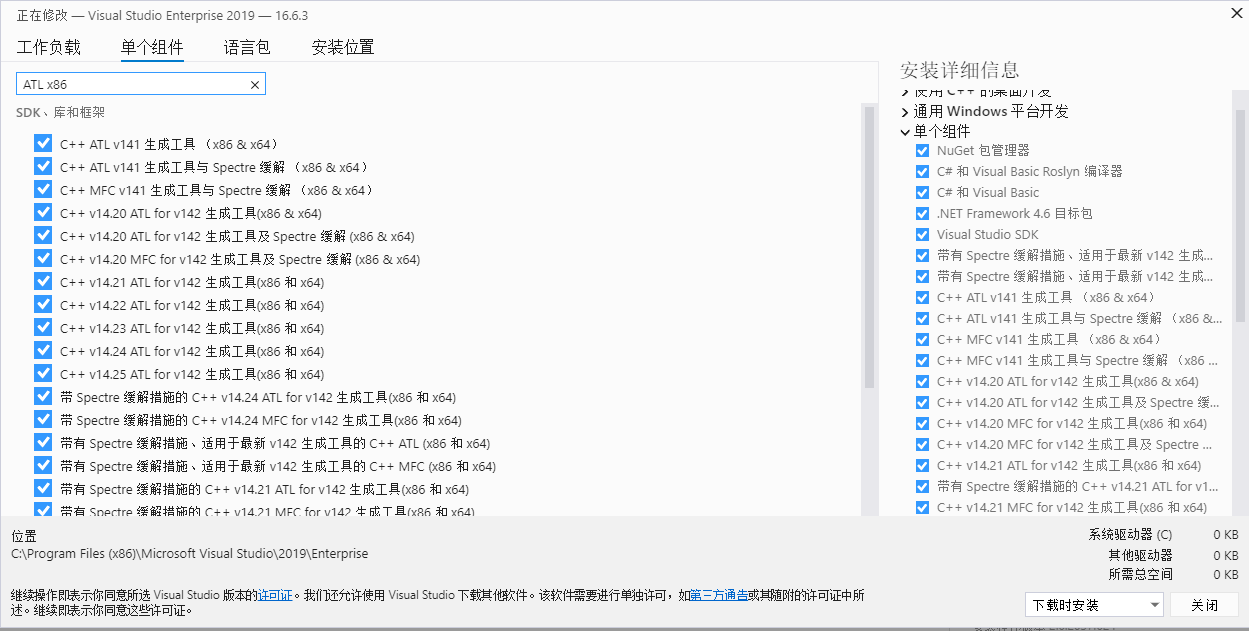 正在修改 — Visual Studio Enterprise 2019 — 16.6.3
工作负载 单个组件 语言包 安装位置
ATL x86
SDK、库和框架
C++ ATL v141 生成工具 （x86 & x64）
C++ ATL v141 生成工具与 Spectre 缓解 （x86 & x64）
C++ MFC v141 生成工具与 Spectre 缓解 （x86 & x64）
C++ v14.20 ATL for v142 生成工具(x86 & x64)
C++ v14.20 ATL for v142 生成工具及 Spectre 缓解 (x86 & x64)
C++ v14.20 MFC for v142 生成工具及 Spectre 缓解 (x86 & x64)
C++ v14.21 ATL for v142 生成工具(x86 和 x64)
C++ v14.22 ATL for v142 生成工具(x86 和 x64)
C++ v14.23 ATL for v142 生成工具(x86 和 x64)
C++ v14.24 ATL for v142 生成工具(x86 和 x64)
C++ v14.25 ATL for v142 生成工具(x86 和 x64)
带 Spectre 缓解措施的 C++ v14.24 ATL for v142 生成工具(x86 和 x64)
带 Spectre 缓解措施的 C++ v14.24 MFC for v142 生成工具(x86 和 x64)
带有 Spectre 缓解措施、适用于最新 v142 生成工具的 C++ ATL (x86 和 x64)
带有 Spectre 缓解措施、适用于最新 v142 生成工具的 C++ MFC (x86 和 x64)
带有 Spectre 缓解措施的 C++ v14.21 ATL for v142 生成工具(x86 和 x64)
带有 Spectre 缓解措施的 C++ v14.21 MFC for v142 生成工具(x86 和 x64)
安装详细信息
使用 C++ 的桌面开发
通用 Windows 平台开发
单个组件
NuGet 包管理器
C# 和 Visual Basic Roslyn 编译器
C# 和 Visual Basic
.NET Framework 4.6 目标包
Visual Studio SDK
带有 Spectre 缓解措施、适用于最新 v142 生成...
带有 Spectre 缓解措施、适用于最新 v142 生成...
C++ ATL v141 生成工具 （x86 & x64）
C++ ATL v141 生成工具与 Spectre 缓解 （x86 &...
C++ MFC v141 生成工具 （x86 & x64）
C++ MFC v141 生成工具与 Spectre 缓解 （x86 ...
C++ v14.20 ATL for v142 生成工具(x86 & x64)
C++ v14.20 ATL for v142 生成工具及 Spectre 缓...
C++ v14.20 MFC for v142 生成工具(x86 和 x64)
C++ v14.20 MFC for v142 生成工具及 Spectre ...
C++ v14.21 ATL for v142 生成工具(x86 和 x64)
带有 Spectre 缓解措施的 C++ v14.21 ATL for v1...
C++ v14.21 MFC for v142 生成工具(x86 和 x64)
位置
C:\Program Files (x86)\Microsoft Visual Studio\2019\Enterprise
系统驱动器 (C) 0 KB
其他驱动器 0 KB
所需总空间 0 KB
继续操作即表示你同意所选 Visual Studio 版本的许可证。我们还允许使用 Visual Studio 下载其他软件。该软件需要进行单独许可，如第三方通告或其随附的许可证中所
述。继续即表示你同意这些许可证。
下载时安装 关闭